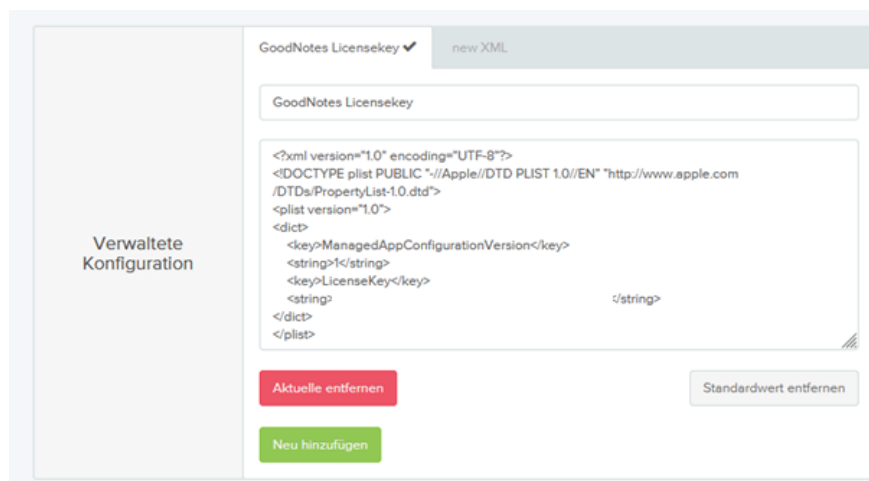 GoodNotes Licensekey ✔ new XML
GoodNotes Licensekey
<?xml version="1.0" encoding="UTF-8"?>
<!DOCTYPE plist PUBLIC "-//Apple//DTD PLIST 1.0//EN" "http://www.apple.com
/DTDs/PropertyList-1.0.dtd">
<plist version="1.0">
<dict>
<key>ManagedAppConfigurationVersion</key>
<string>1</string>
<key>LicenseKey</key>
<string> </string>
</dict>
</plist>
Verwaltete
Konfiguration
Aktuelle entfernen Standardwert entfernen
Neu hinzufügen